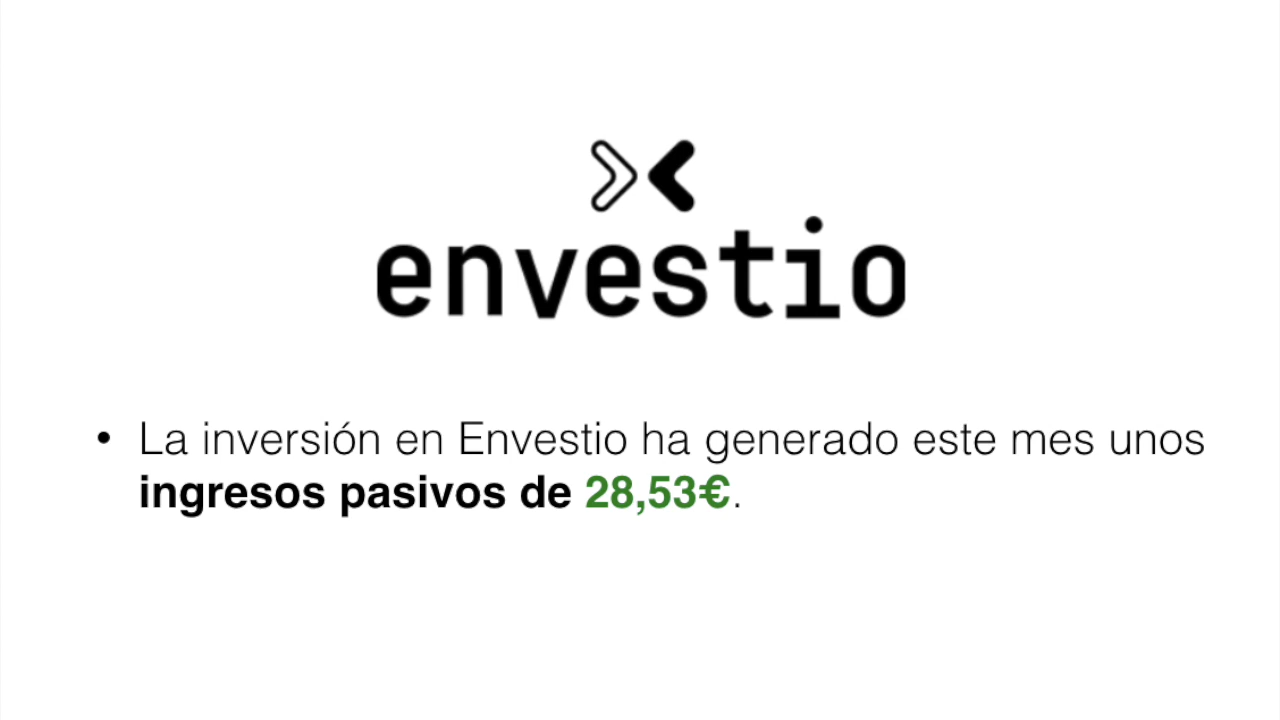 envestio
• La inversión en Envestio ha generado este mes unos
ingresos pasivos de 28,53€.